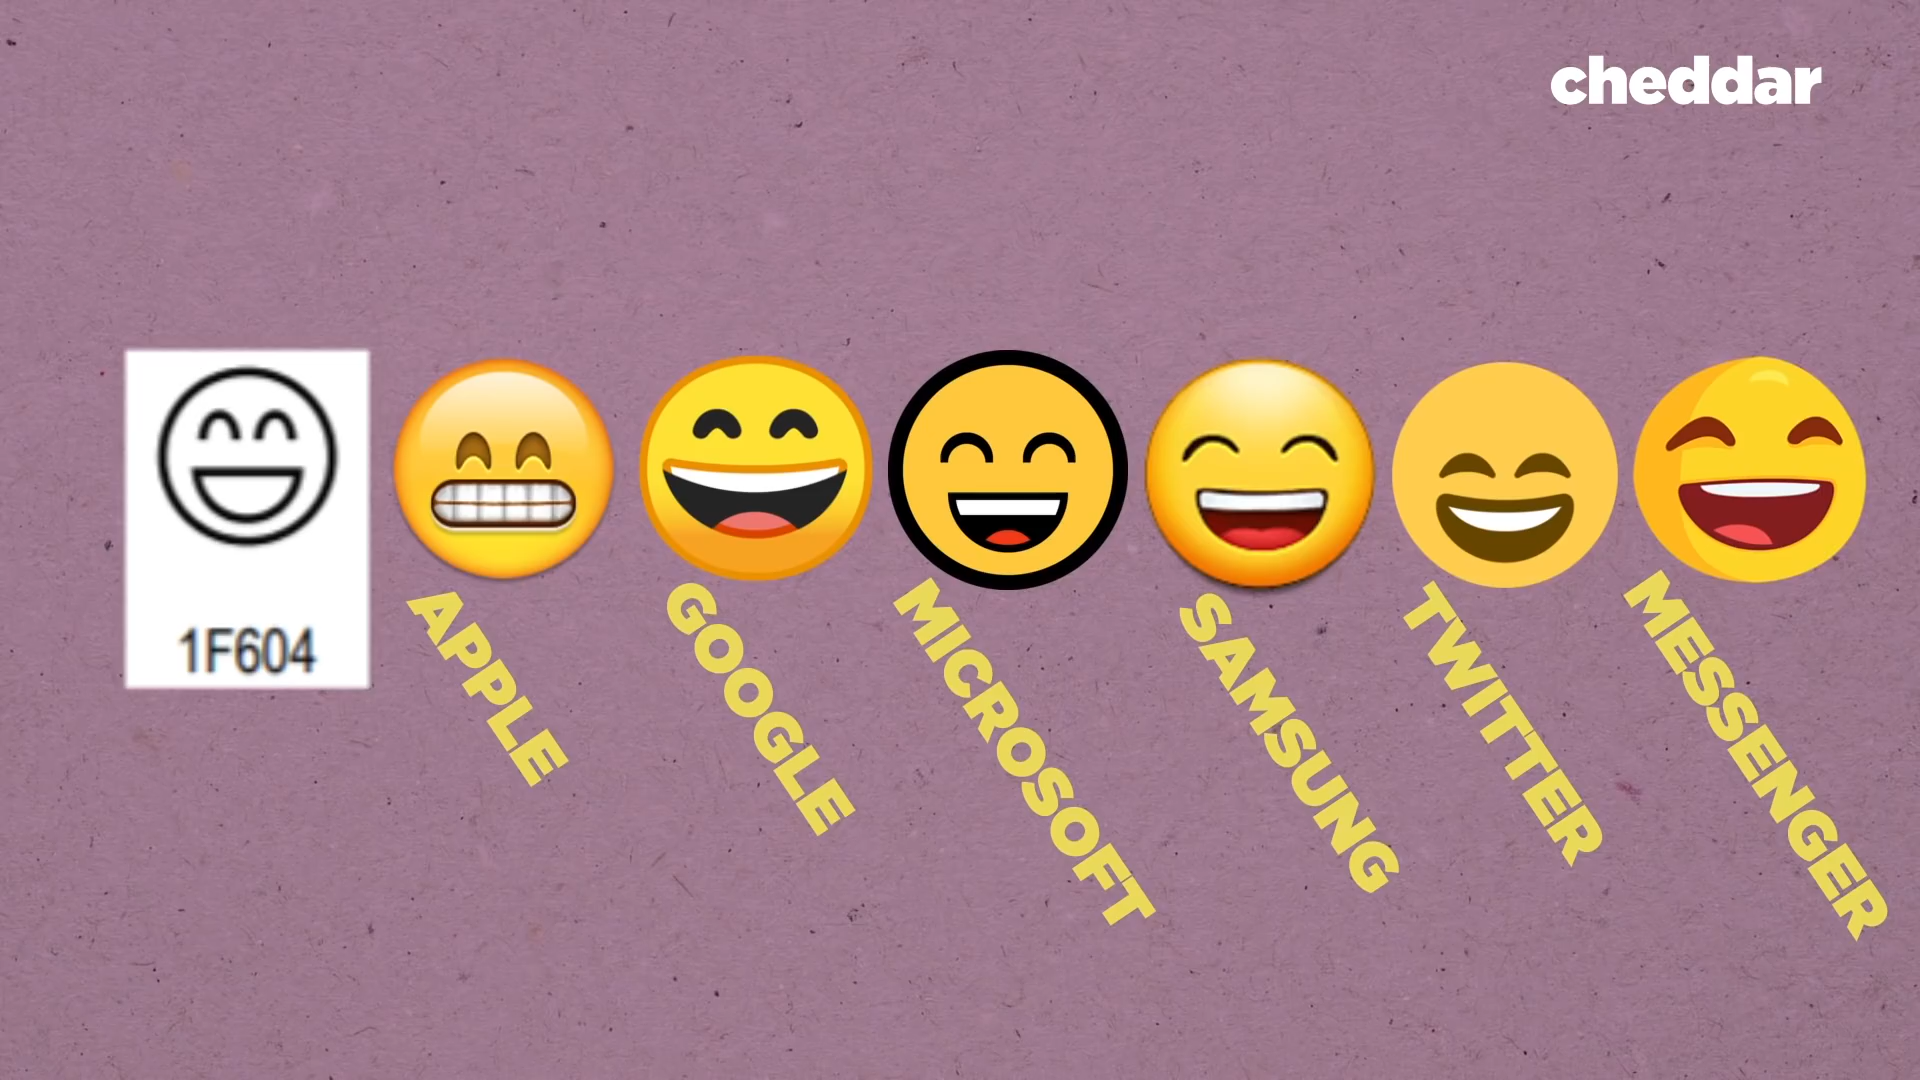 cheddar
1F604
APPLE
GOOGLE
MICROSOFT
SAMSUNG
TWITTER
MESSENGER